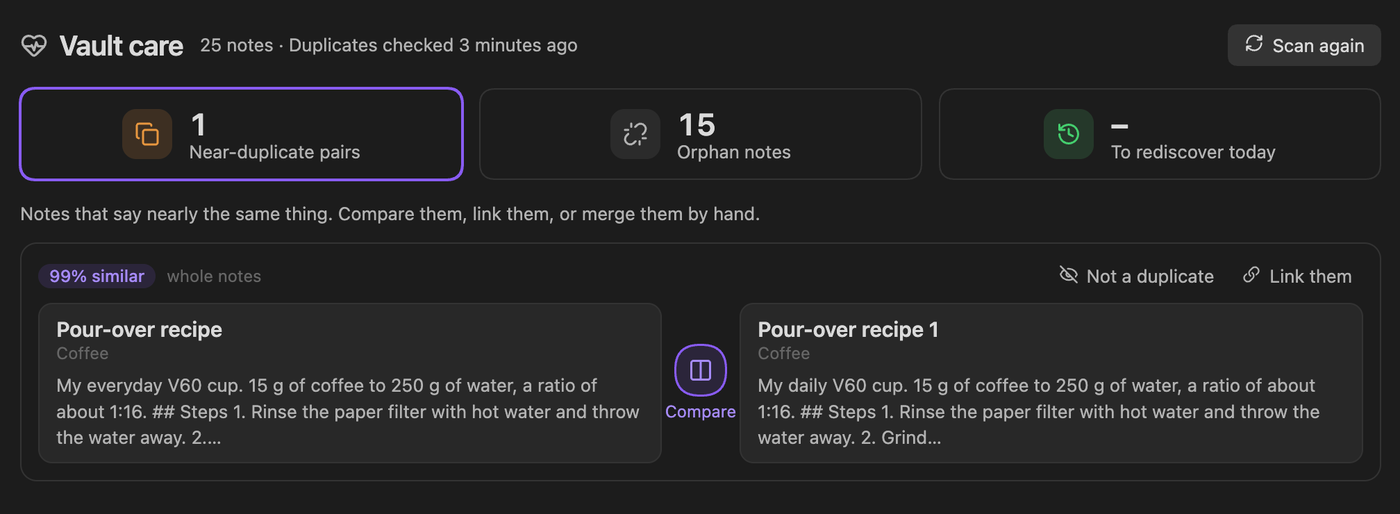 Vault care
25 notes · Duplicates checked 3 minutes ago
Scan again
1
Near-duplicate pairs
15
Orphan notes
–
To rediscover today
Notes that say nearly the same thing. Compare them, link them, or merge them by hand.
99% similar
whole notes
Not a duplicate
Link them
Pour-over recipe
Coffee
My everyday V60 cup. 15 g of coffee to 250 g of water, a ratio of
about 1:16. ## Steps 1. Rinse the paper filter with hot water and throw
the water away. 2....
Compare
Pour-over recipe 1
Coffee
My daily V60 cup. 15 g of coffee to 250 g of water, a ratio of about
1:16. ## Steps 1. Rinse the paper filter with hot water and throw the
water away. 2. Grind...